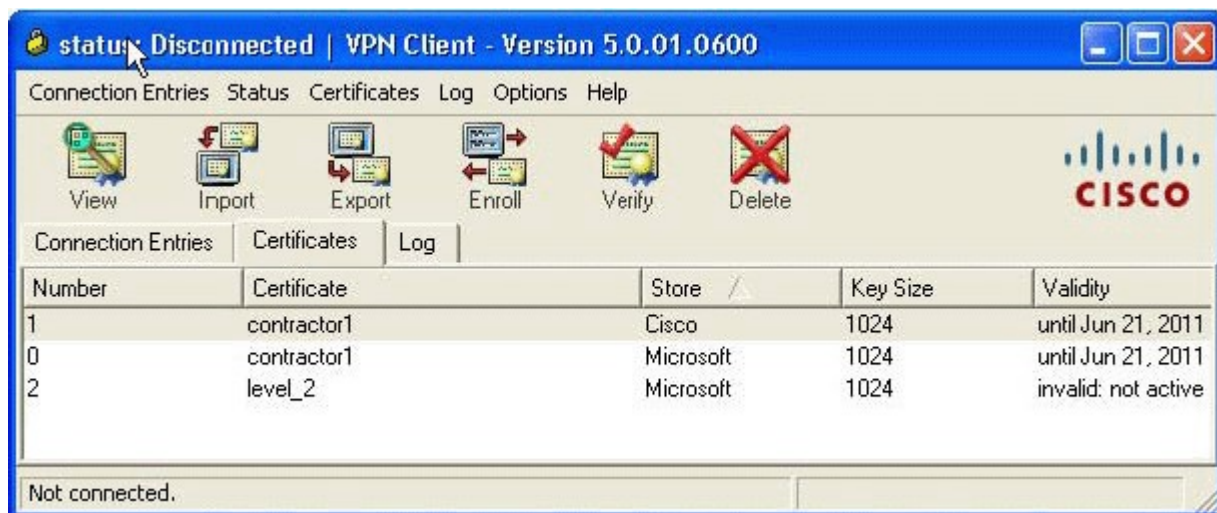 status: Disconnected | VPN Client - Version 5.0.01.0600
Connection Entries Status Certificates Log Options Help
View Import Export Enroll Verify Delete
CISCO
Connection Entries Certificates Log
Number Certificate Store Key Size Validity
1 contractor1 Cisco 1024 until Jun 21, 2011
0 contractor1 Microsoft 1024 until Jun 21, 2011
2 level_2 Microsoft 1024 invalid: not active
Not connected.